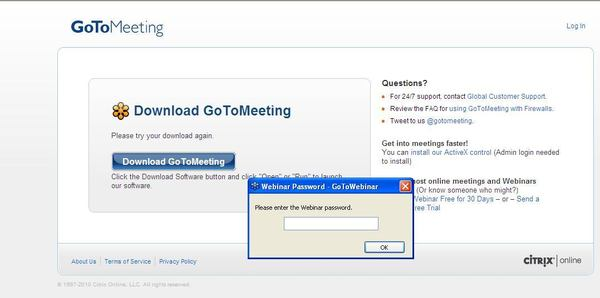 GoToMeeting
Log In
Download GoToMeeting
Please try your download again.
Download GoToMeeting
Click the Download Software button and click "Open" or "Run" to launch
our software.
Questions?
For 24/7 support, contact Global Customer Support.
Review the FAQ for using GoToMeeting with Firewalls.
Tweet to us @gotomeeting.
Get into meetings faster!
You can install our ActiveX control (Admin login needed
to install)
ost online meetings and Webinars
(Or know someone who might?)
Webinar Free for 30 Days – or – Send a
ree Trial
Webinar Password - GoToWebinar
Please enter the Webinar password.
OK
About Us | Terms of Service | Privacy Policy
CITRIX | online
© 1997-2010 Citrix Online, LLC. All rights reserved.